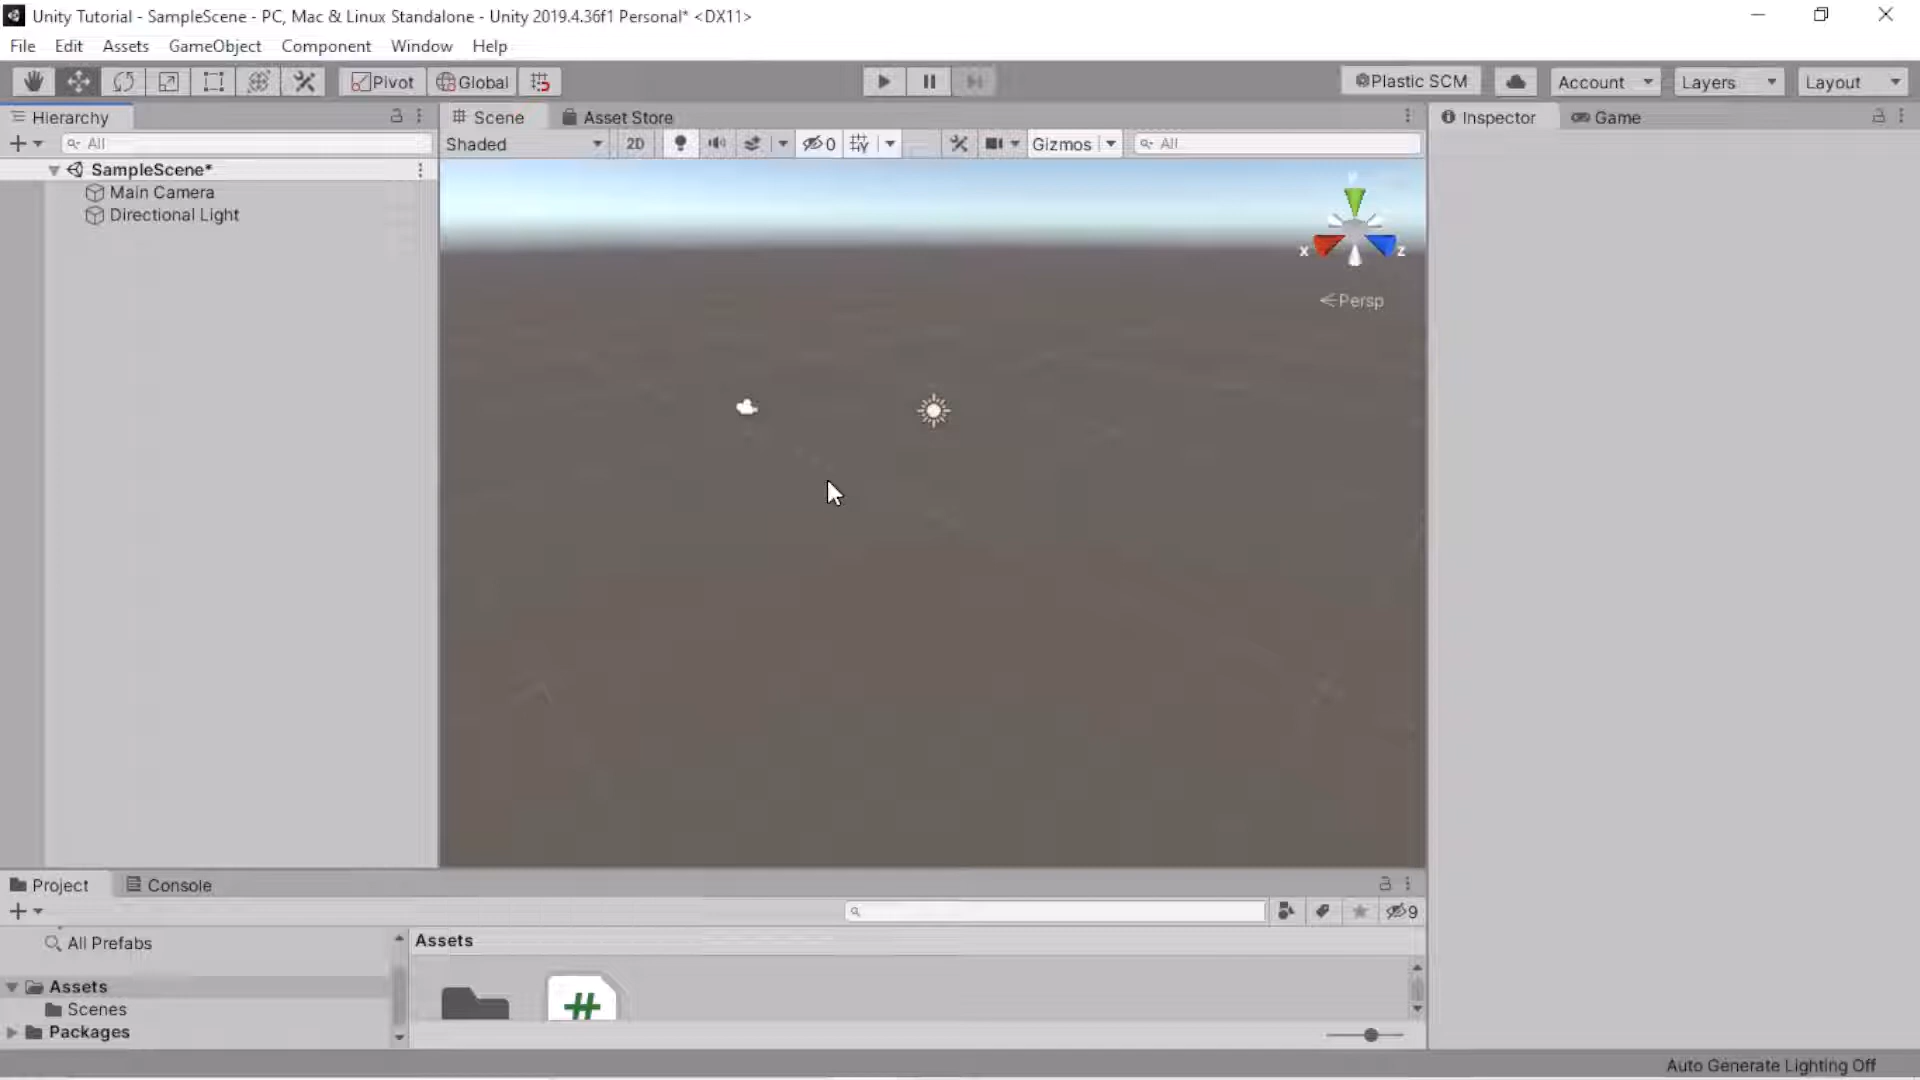 Unity Tutorial - SampleScene - PC, Mac & Linux Standalone - Unity 2019.4.36f1 Personal* <DX11>
File Edit Assets GameObject Component Window Help
Pivot Global Plastic SCM Account Layers Layout
Hierarchy Scene Asset Store Inspector Game
All Shaded 2D 0 Gizmos All
SampleScene*
Main Camera
Directional Light
y
x z
Persp
Project Console
9
All Prefabs Assets
Assets
Scenes
Packages
#
Auto Generate Lighting Off